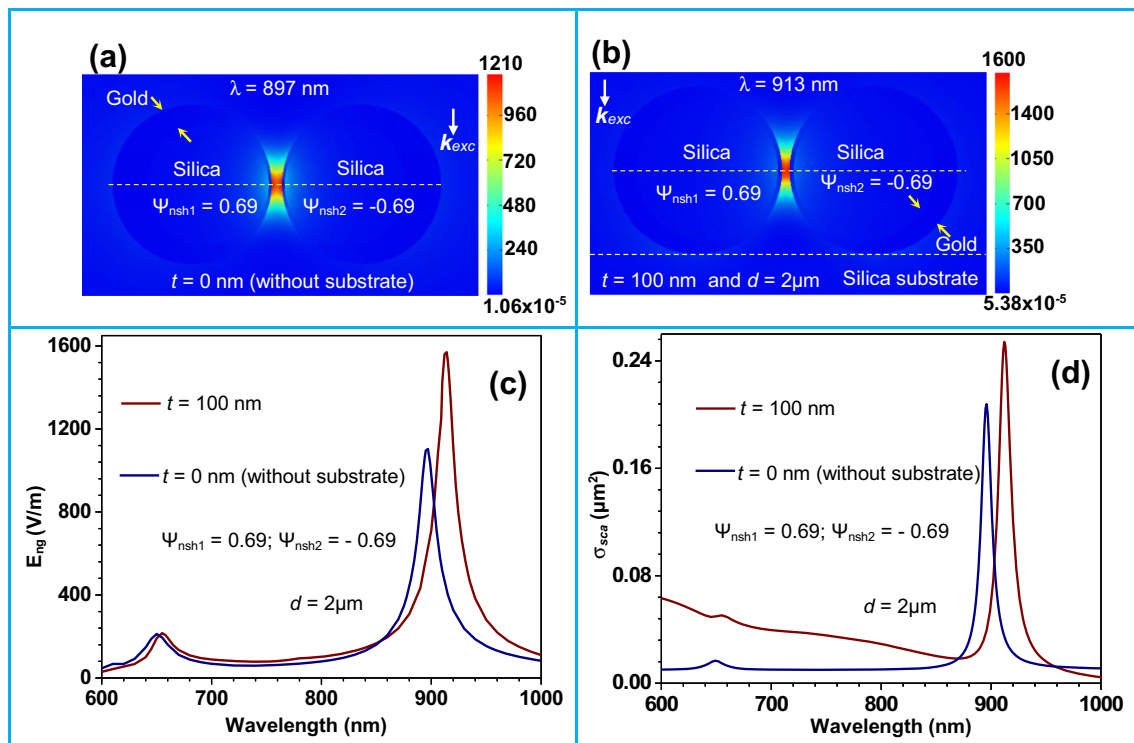 (a)
λ = 897 nm
Gold
k_exc
Silica
Silica
Ψ_nsh1 = 0.69
Ψ_nsh2 = -0.69
t = 0 nm (without substrate)
1210
960
720
480
240
1.06x10^-5
(b)
λ = 913 nm
k_exc
Silica
Silica
Ψ_nsh1 = 0.69
Ψ_nsh2 = -0.69
Gold
t = 100 nm and d = 2µm
Silica substrate
1600
1400
1050
700
350
5.38x10^-5
(c)
E_ng (V/m)
1600
1200
800
400
0
t = 100 nm
t = 0 nm (without substrate)
Ψ_nsh1 = 0.69; Ψ_nsh2 = - 0.69
d = 2µm
600
700
800
900
1000
Wavelength (nm)
(d)
σ_sca (µm²)
0.24
0.16
0.08
0.00
t = 100 nm
t = 0 nm (without substrate)
Ψ_nsh1 = 0.69; Ψ_nsh2 = - 0.69
d = 2µm
600
700
800
900
1000
Wavelength (nm)